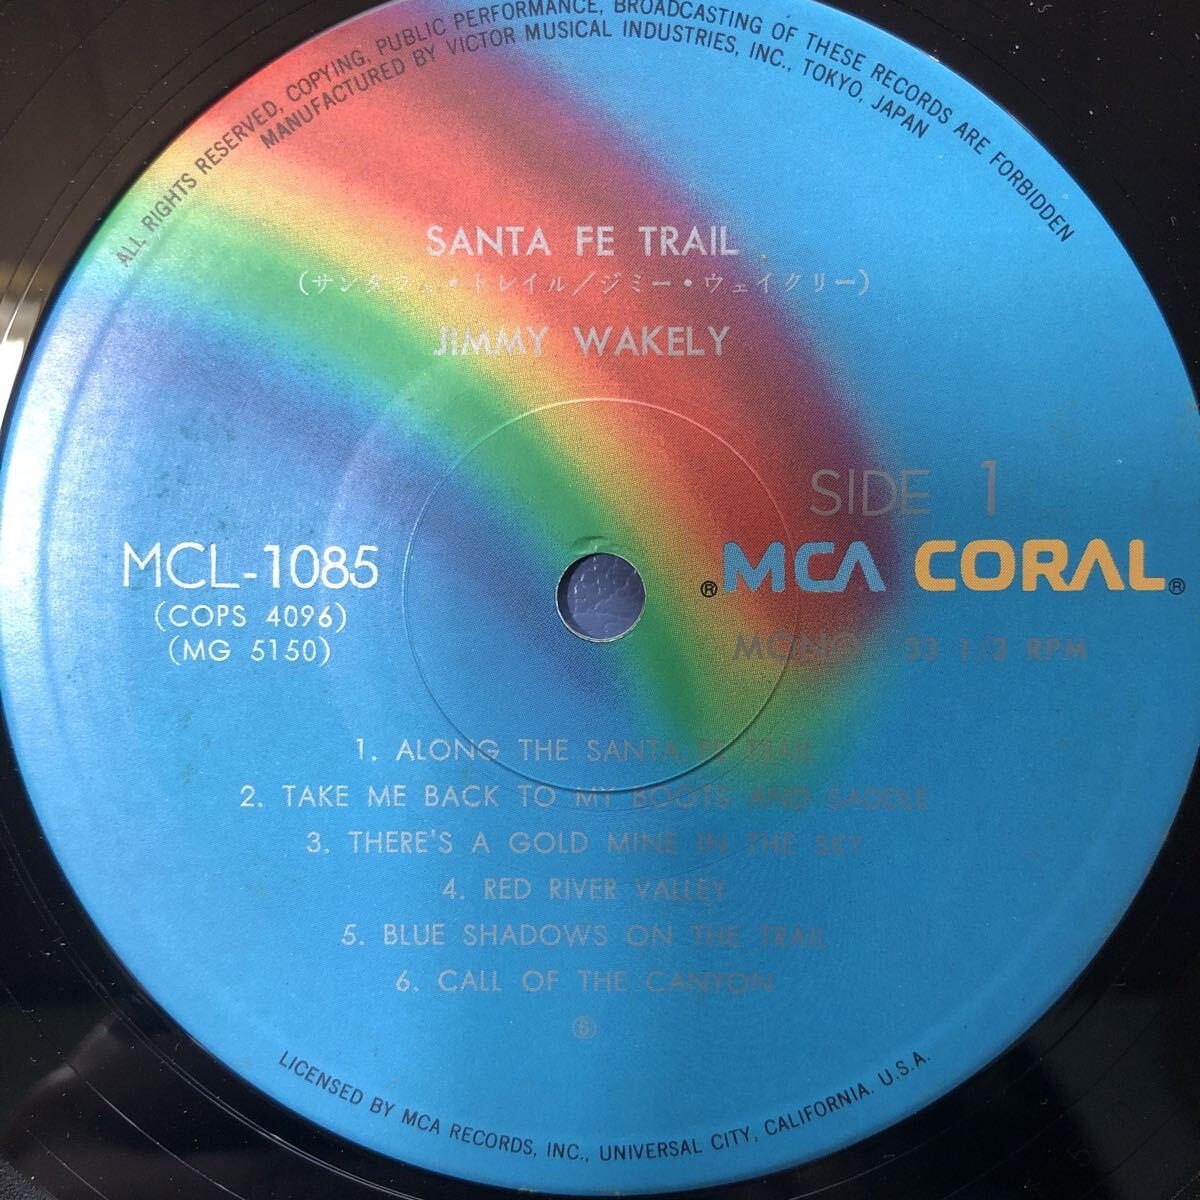 ALL RIGHTS RESERVED, COPYING, PUBLIC PERFORMANCE, BROADCASTING OF THESE RECORDS ARE FORBIDDEN
MANUFACTURED BY VICTOR MUSICAL INDUSTRIES, INC., TOKYO, JAPAN
SANTA FE TRAIL
(サンタフェ・トレイル/ジミー・ウェイクリー)
JIMMY WAKELY
SIDE 1
MCL-1085
(COPS 4096)
(MG 5150)
®MCA CORAL®
MONO 33 1/3 RPM
1. ALONG THE SANTA FE TRAIL
2. TAKE ME BACK TO MY BOOTS AND SADDLE
3. THERE'S A GOLD MINE IN THE SKY
4. RED RIVER VALLEY
5. BLUE SHADOWS ON THE TRAIL
6. CALL OF THE CANYON
⑥
LICENSED BY MCA RECORDS, INC., UNIVERSAL CITY, CALIFORNIA. U.S.A.